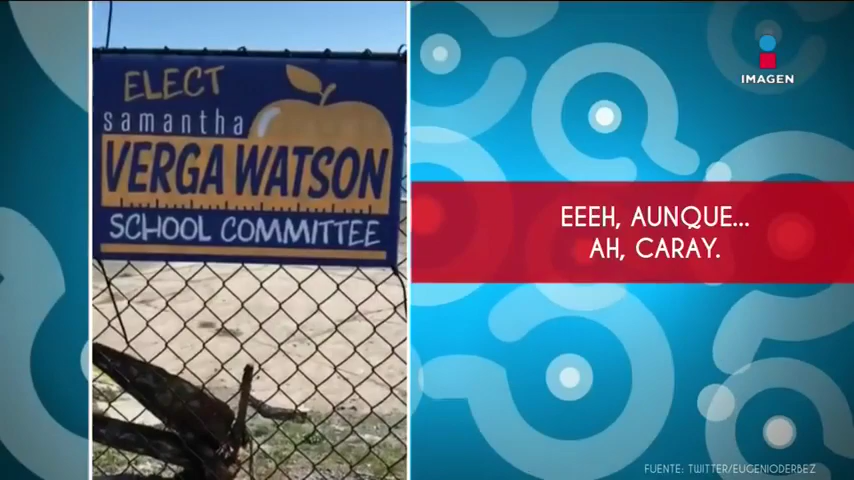 ELECT
samantha
VERGA WATSON
SCHOOL COMMITTEE
IMAGEN
EEEH, AUNQUE...
AH, CARAY.
FUENTE: TWITTER/EUGENIODERBEZ